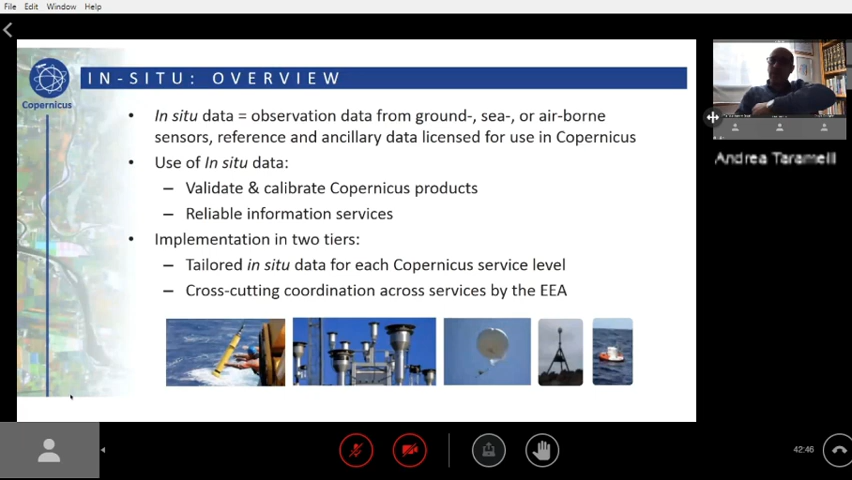 File Edit Window Help
IN-SITU: OVERVIEW
Copernicus
• In situ data = observation data from ground-, sea-, or air-borne
sensors, reference and ancillary data licensed for use in Copernicus
• Use of In situ data:
– Validate & calibrate Copernicus products
– Reliable information services
• Implementation in two tiers:
– Tailored in situ data for each Copernicus service level
– Cross-cutting coordination across services by the EEA
Andrea Taramelli
42:46